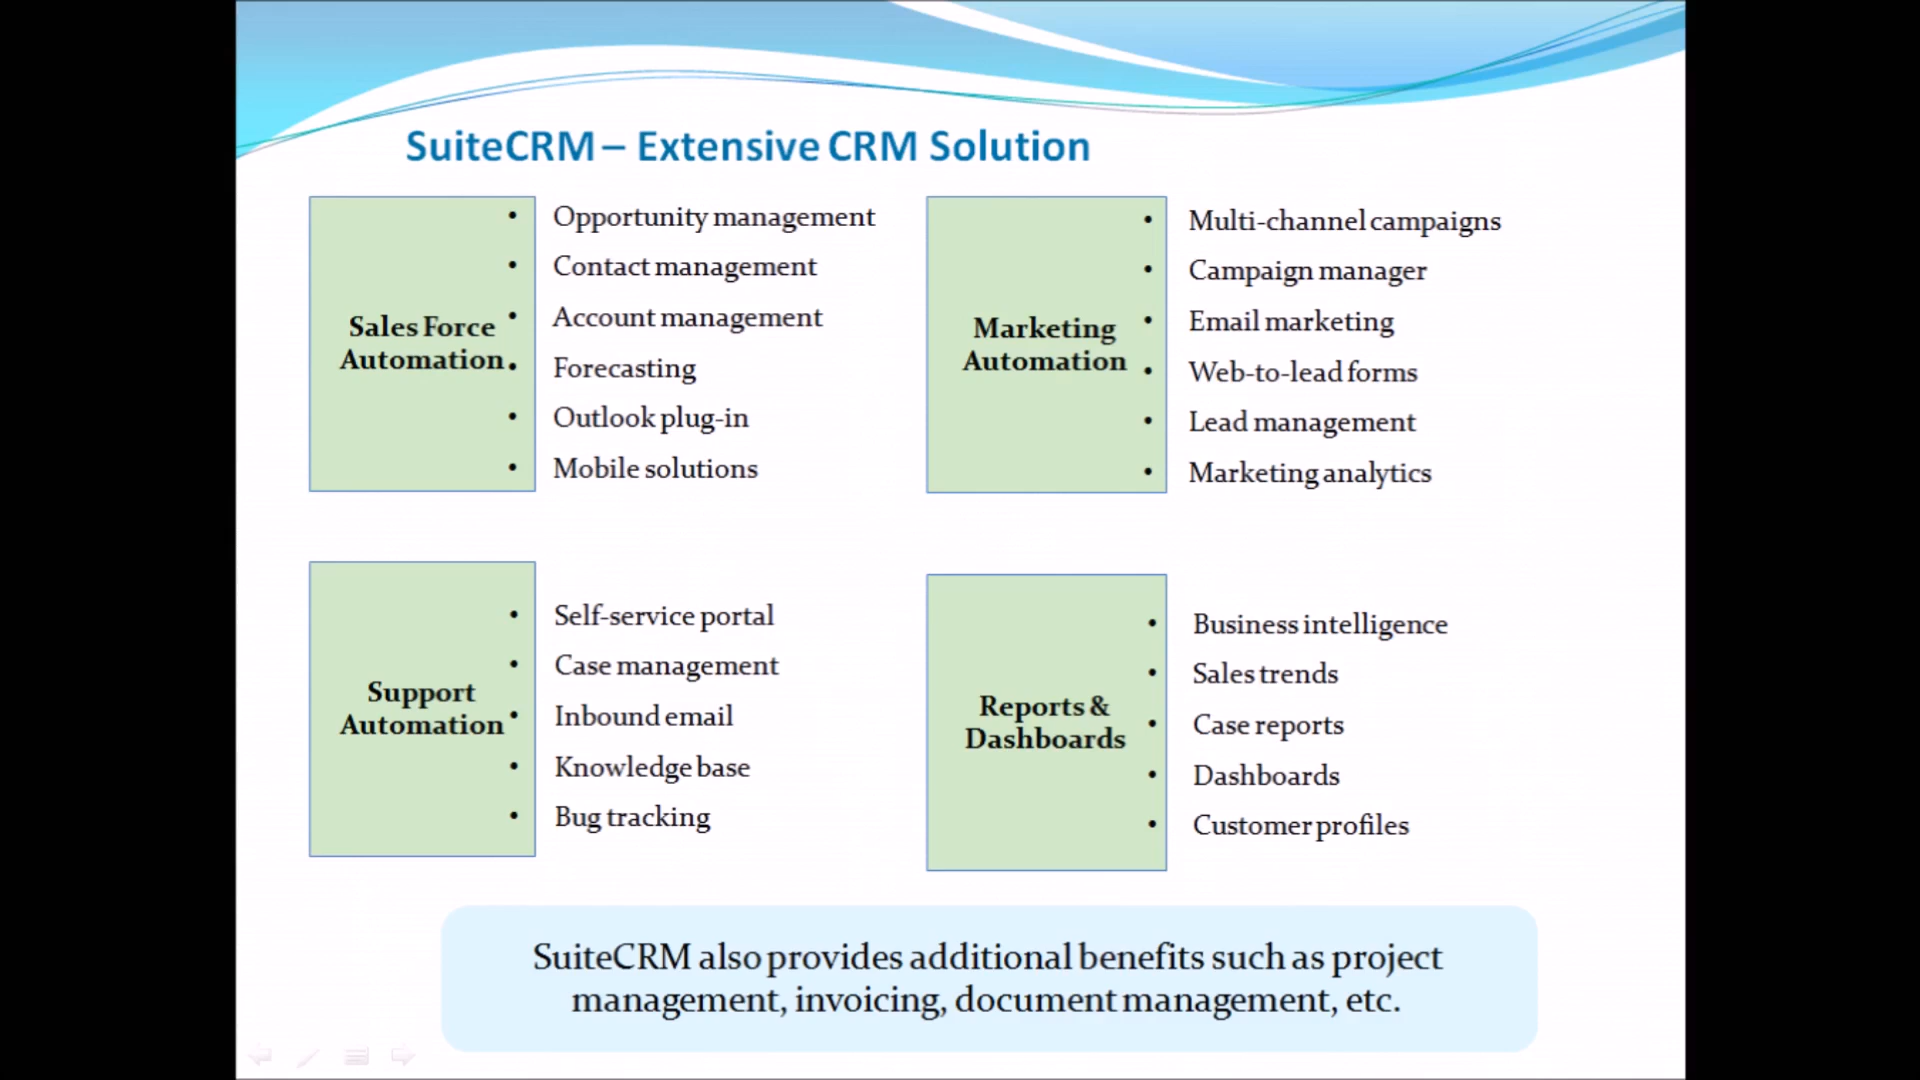 SuiteCRM – Extensive CRM Solution
Sales Force
Automation
• Opportunity management
• Contact management
• Account management
• Forecasting
• Outlook plug-in
• Mobile solutions
Marketing
Automation
• Multi-channel campaigns
• Campaign manager
• Email marketing
• Web-to-lead forms
• Lead management
• Marketing analytics
Support
Automation
• Self-service portal
• Case management
• Inbound email
• Knowledge base
• Bug tracking
Reports &
Dashboards
• Business intelligence
• Sales trends
• Case reports
• Dashboards
• Customer profiles
SuiteCRM also provides additional benefits such as project
management, invoicing, document management, etc.